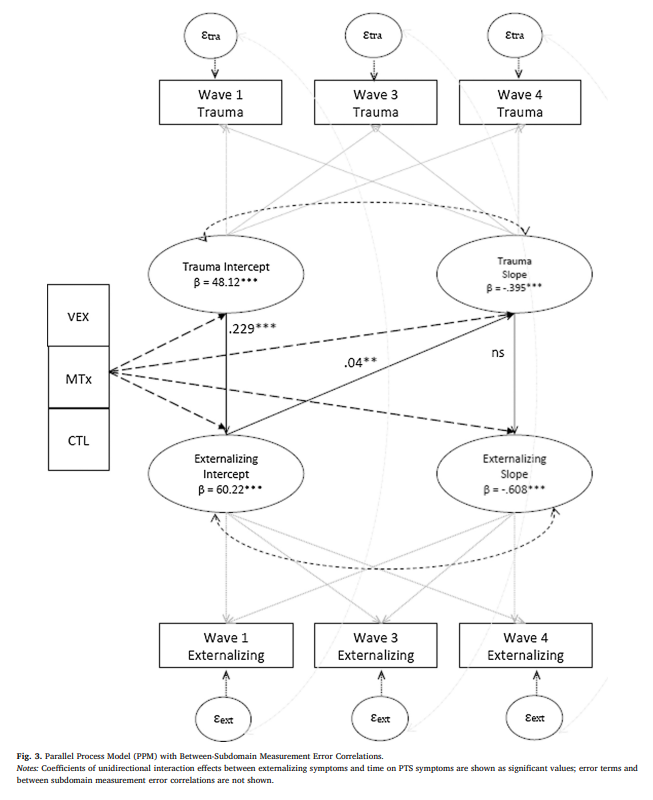 εtra
εtra
εtra
Wave 1
Trauma
Wave 3
Trauma
Wave 4
Trauma
Trauma Intercept
β = 48.12***
Trauma
Slope
β = -.395***
VEX
MTx
CTL
.229***
.04**
ns
Externalizing
Intercept
β = 60.22***
Externalizing
Slope
β = -.608***
Wave 1
Externalizing
Wave 3
Externalizing
Wave 4
Externalizing
εext
εext
εext
Fig. 3. Parallel Process Model (PPM) with Between-Subdomain Measurement Error Correlations.
Notes: Coefficients of unidirectional interaction effects between externalizing symptoms and time on PTS symptoms are shown as significant values; error terms and
between subdomain measurement error correlations are not shown.